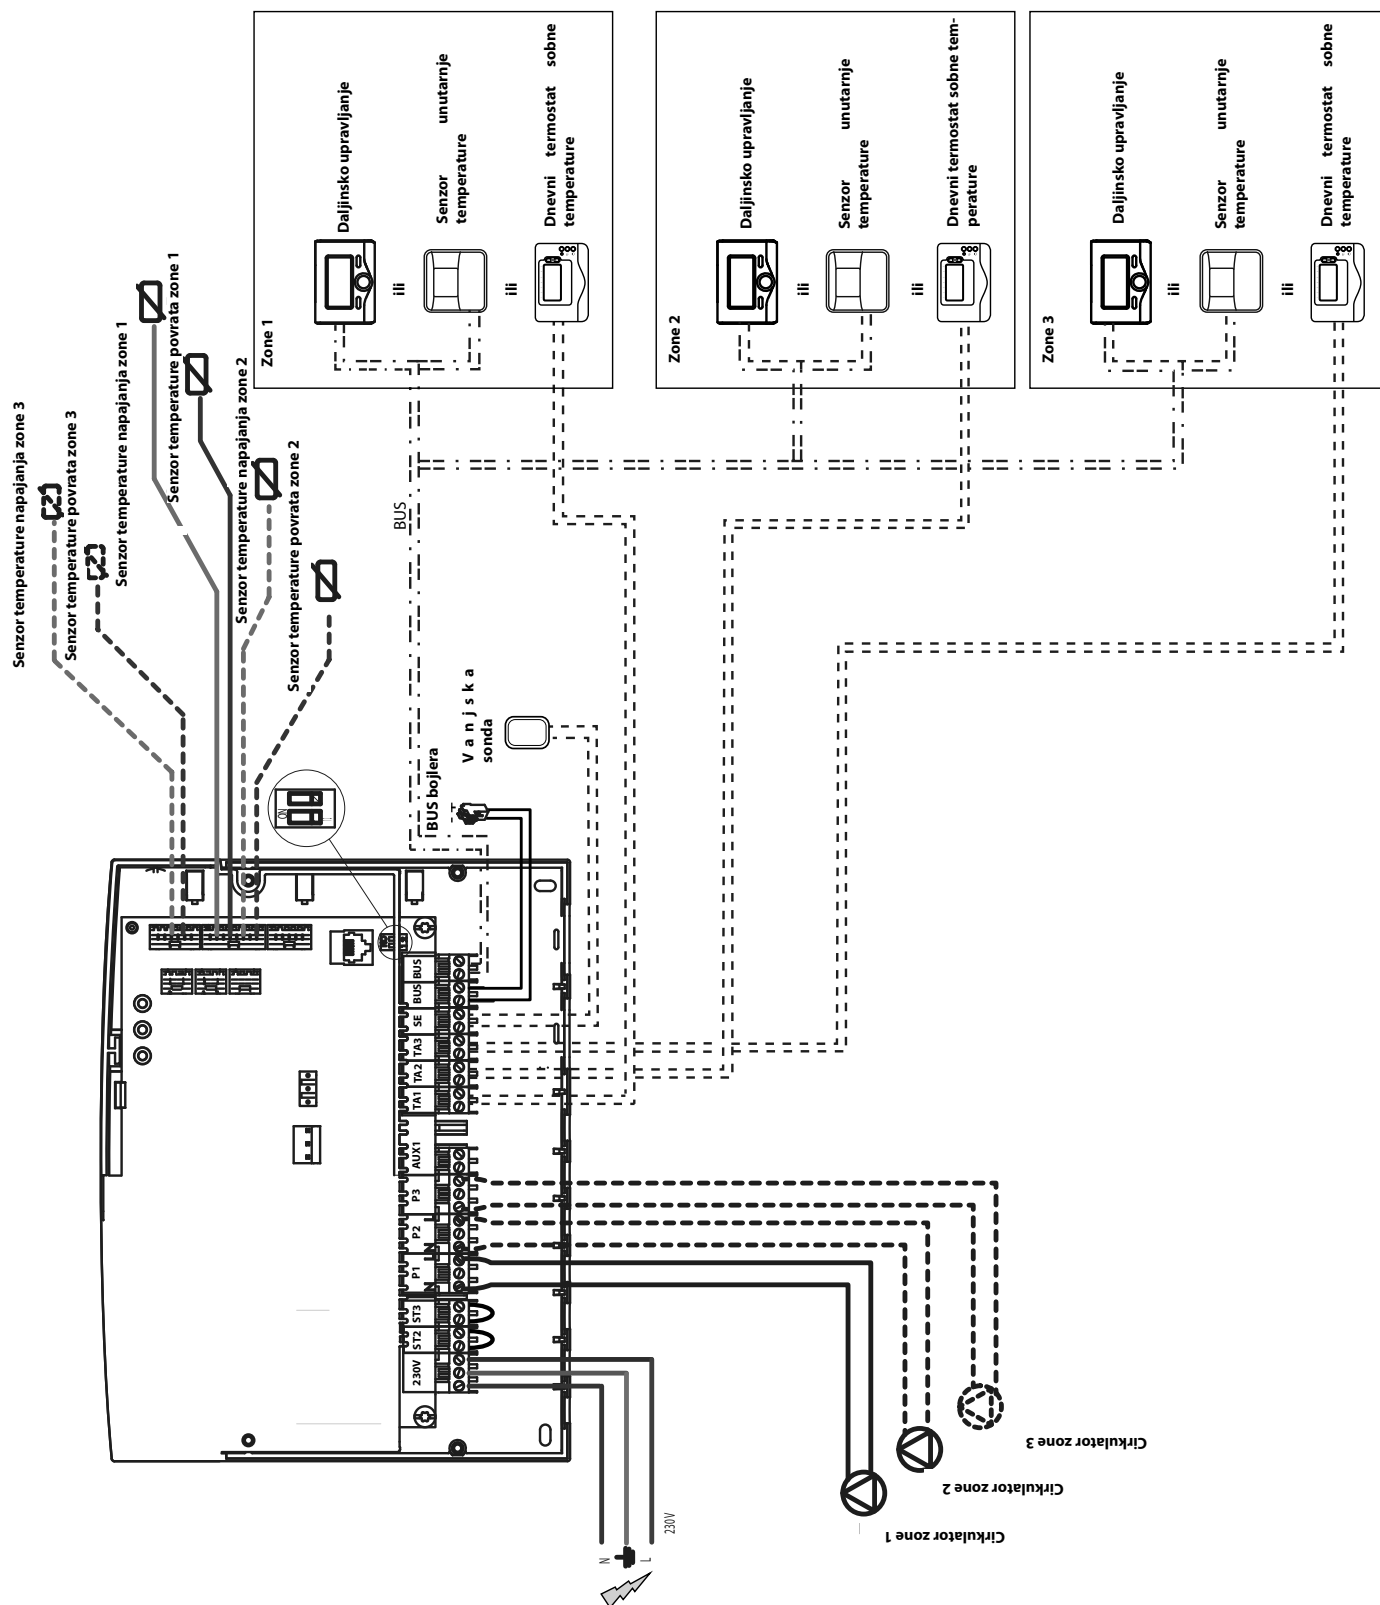 Senzor temperature napajanja zone 3
Senzor temperature povrata zone 3
Senzor temperature napajanja zone 1
Senzor temperature povrata zone 1
Senzor temperature napajanja zone 2
Senzor temperature povrata zone 2
Zone 1
Daljinsko upravljanje
ili
Senzor unutarnje
temperature
ili
Dnevni termostat sobne
temperature
Zone 2
Daljinsko upravljanje
ili
Senzor unutarnje
temperature
ili
Dnevni termostat sobne tem-
perature
Zone 3
Daljinsko upravljanje
ili
Senzor unutarnje
temperature
ili
Dnevni termostat sobne
temperature
BUS
BUS bojlera
Vanjska
sonda
ON
230V
ST2
ST3
P1
P2
P3
AUX1
TA1
TA2
TA3
SE
BUS
BUS
N
L
N
L
N
L
230V
Cirkulator zone 1
Cirkulator zone 2
Cirkulator zone 3